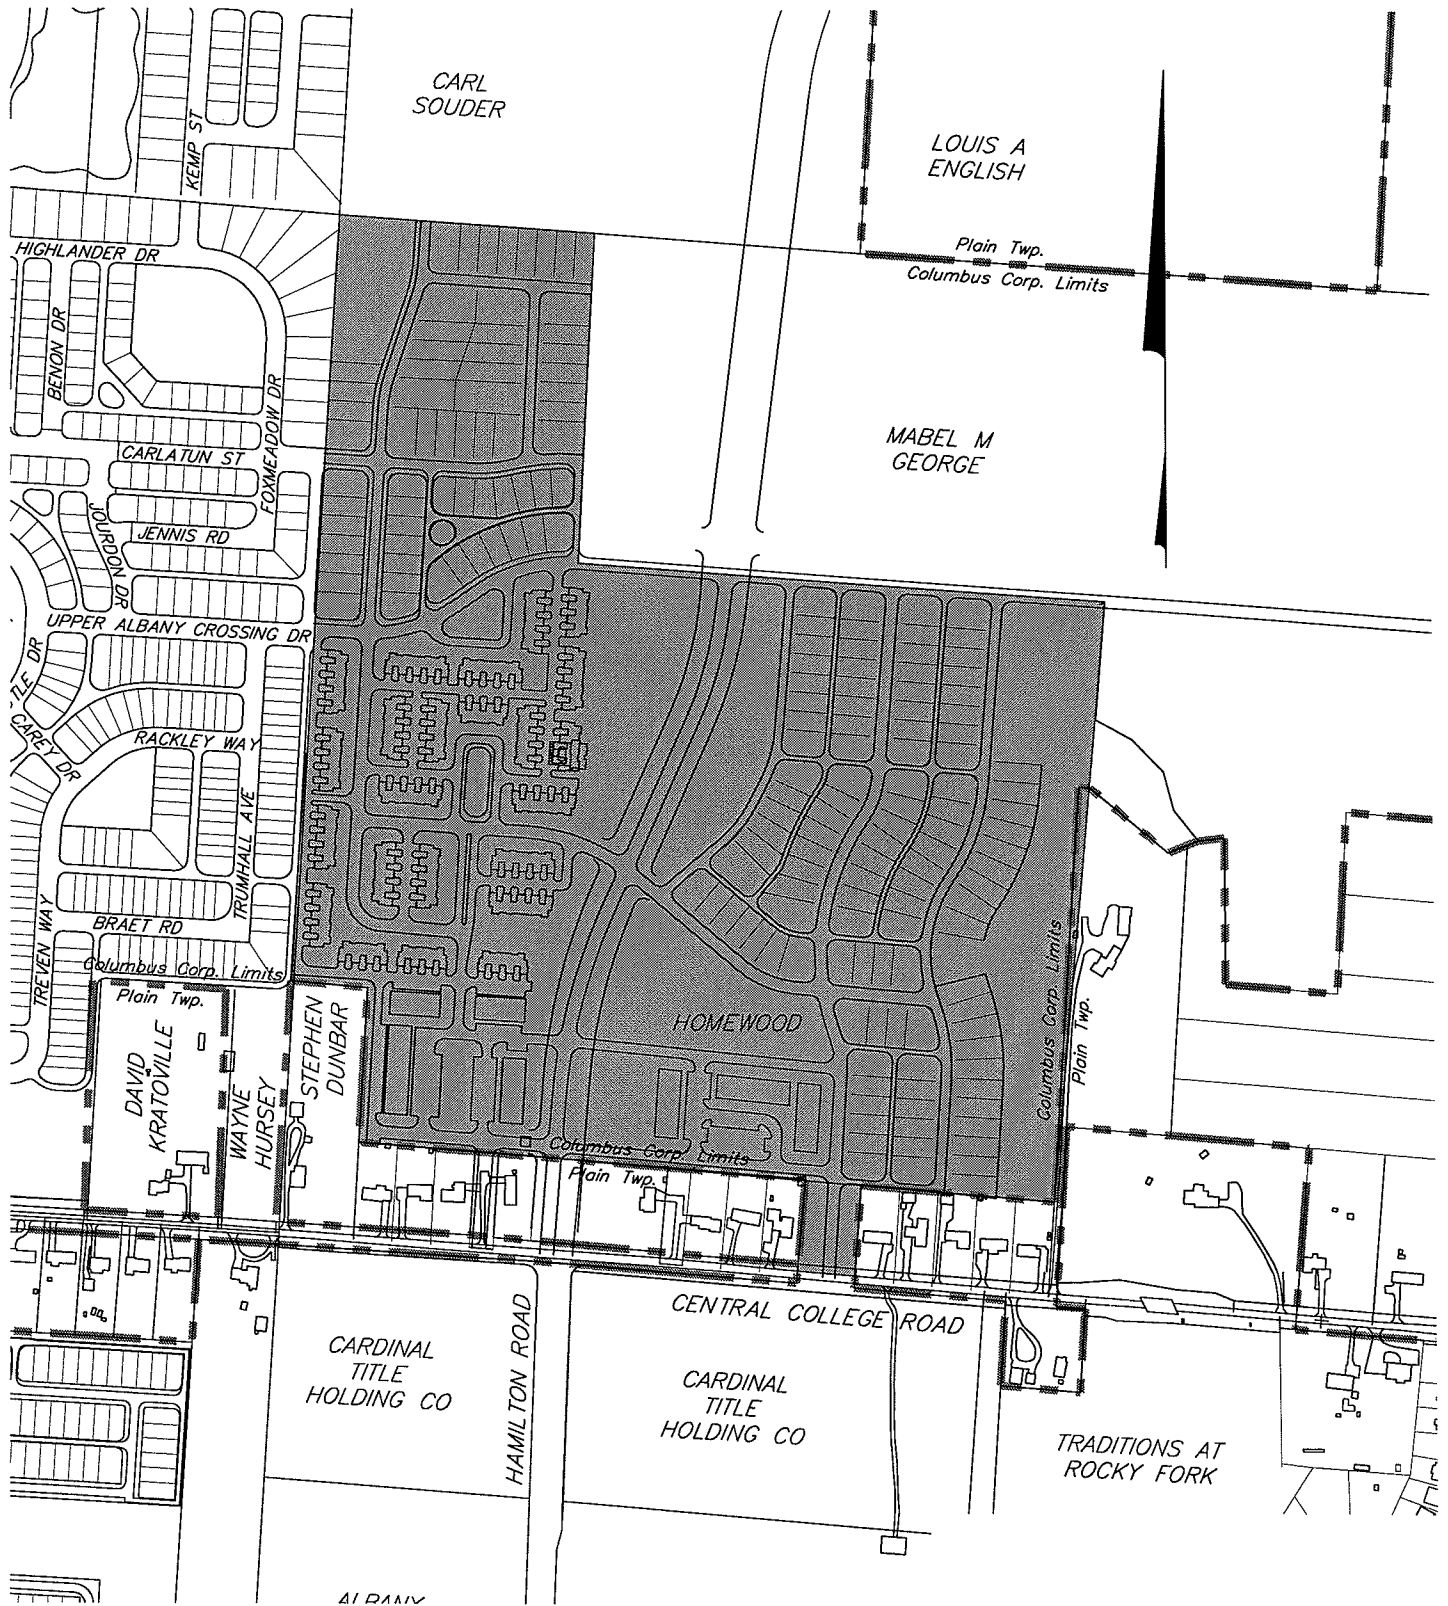 CARL
SOUDER
LOUIS A
ENGLISH
KEMP ST
Plain Twp.
Columbus Corp. Limits
HIGHLANDER DR
BENON DR
FOXMEADOW DR
MABEL M
GEORGE
CARLATUN ST
JOURDON DR
JENNIS RD
UPPER ALBANY CROSSING DR
CAREY DR
RACKLEY WAY
TRUMHALL AVE
TREVEN WAY
BRAET RD
Columbus Corp. Limits
Plain Twp.
DAVID
KRATOVILLE
WAYNE
HURSEY
STEPHEN
DUNBAR
HOMEWOOD
Columbus Corp. Limits
Plain Twp.
Columbus Corp. Limits
Plain Twp.
CENTRAL COLLEGE ROAD
HAMILTON ROAD
CARDINAL
TITLE
HOLDING CO
CARDINAL
TITLE
HOLDING CO
TRADITIONS AT
ROCKY FORK
ALBANY